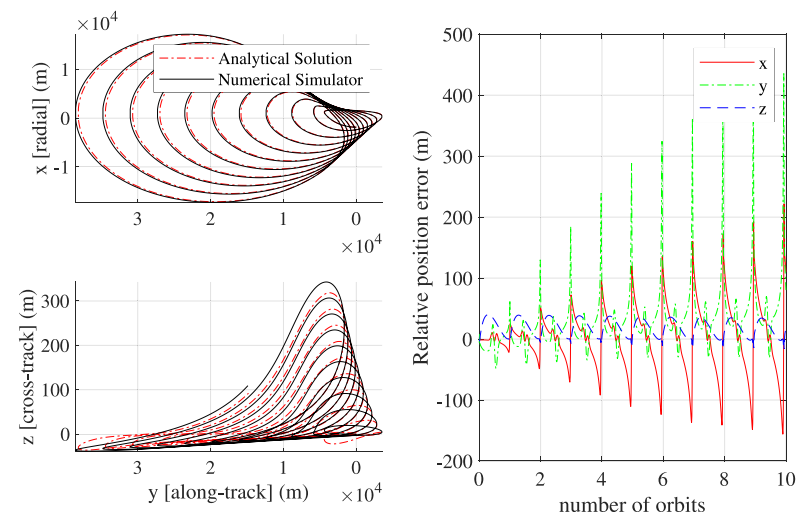 ×10⁴
1
0
-1
x [radial] (m)
Analytical Solution
Numerical Simulator
3 2 1 0
×10⁴
300
200
100
0
z [cross-track] (m)
3 2 1 0
y [along-track] (m) ×10⁴
500
400
300
200
100
0
-100
-200
Relative position error (m)
x
y
z
0 2 4 6 8 10
number of orbits